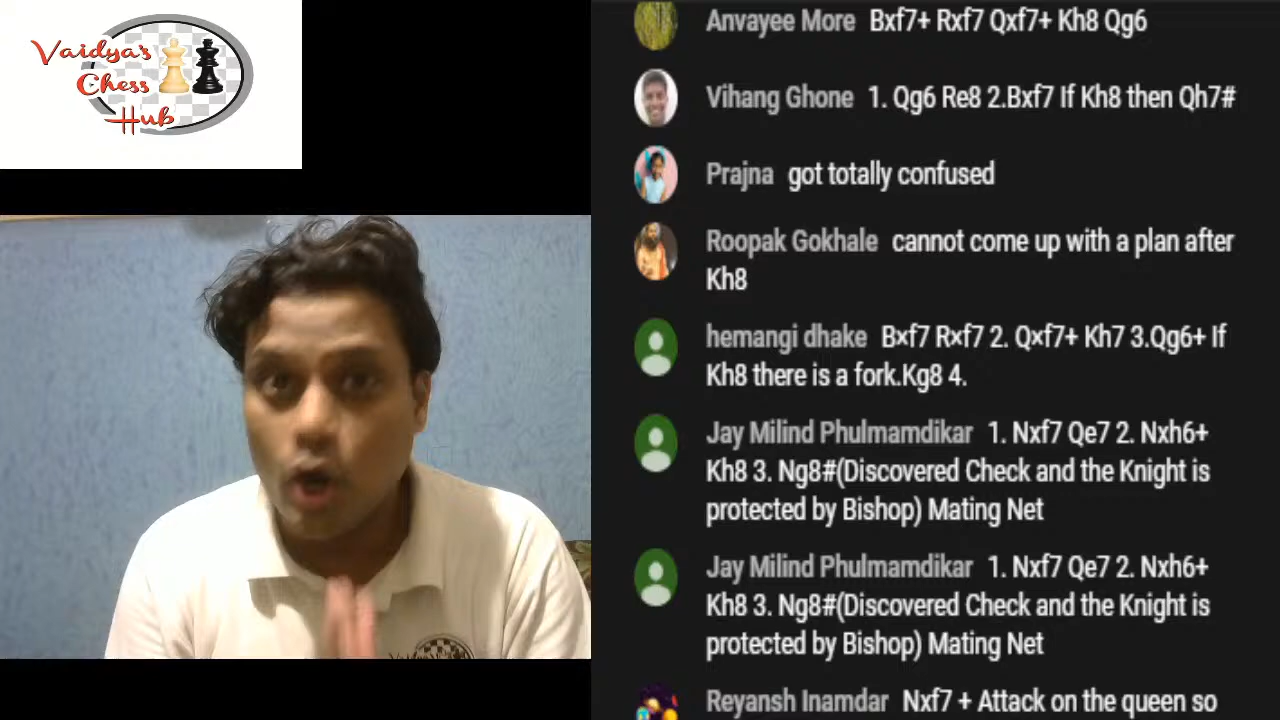 Vaidya's
Chess
Hub
Anvayee More Bxf7+ Rxf7 Qxf7+ Kh8 Qg6
Vihang Ghone 1. Qg6 Re8 2.Bxf7 If Kh8 then Qh7#
Prajna got totally confused
Roopak Gokhale cannot come up with a plan after
Kh8
hemangi dhake B×f7 R×f7 2. Q×f7+ Kh7 3.Qg6+ If
Kh8 there is a fork.Kg8 4.
Jay Milind Phulmamdikar 1. Nxf7 Qe7 2. Nxh6+
Kh8 3. Ng8#(Discovered Check and the Knight is
protected by Bishop) Mating Net
Jay Milind Phulmamdikar 1. Nxf7 Qe7 2. Nxh6+
Kh8 3. Ng8#(Discovered Check and the Knight is
protected by Bishop) Mating Net
Reyansh Inamdar Nxf7 + Attack on the queen so